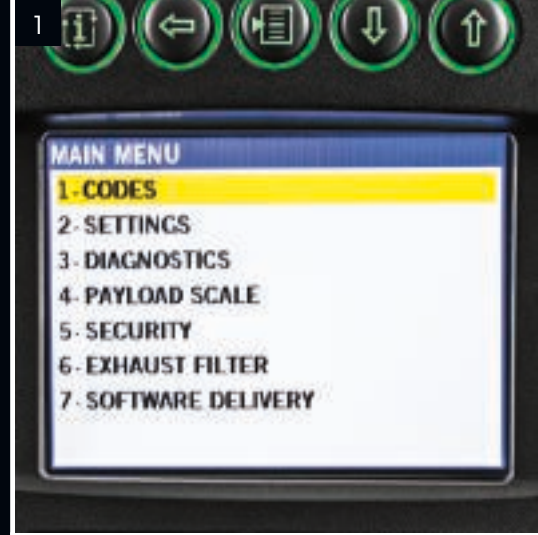 1
MAIN MENU
1-CODES
2-SETTINGS
3-DIAGNOSTICS
4-PAYLOAD SCALE
5-SECURITY
6-EXHAUST FILTER
7-SOFTWARE DELIVERY